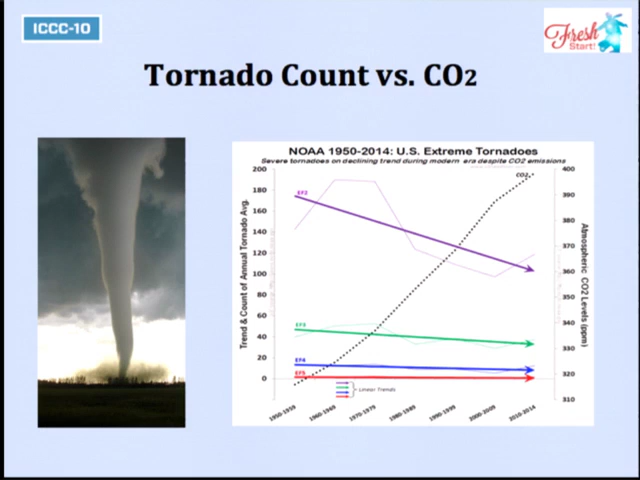 ICCC-10
Fresh
Start!
Tornado Count vs. CO2
NOAA 1950-2014: U.S. Extreme Tornadoes
Severe tornadoes on declining trend during modern era despite CO2 emissions
200
180
160
140
120
100
80
60
40
20
0
Trend & Count of Annual Tornado Avg.
EF2
EF3
EF4
EF5
CO2
400
390
380
370
360
350
340
330
320
310
Atmospheric CO2 Levels (ppm)
Linear Trends
1950-1959
1960-1969
1970-1979
1980-1989
1990-1999
2000-2009
2010-2014